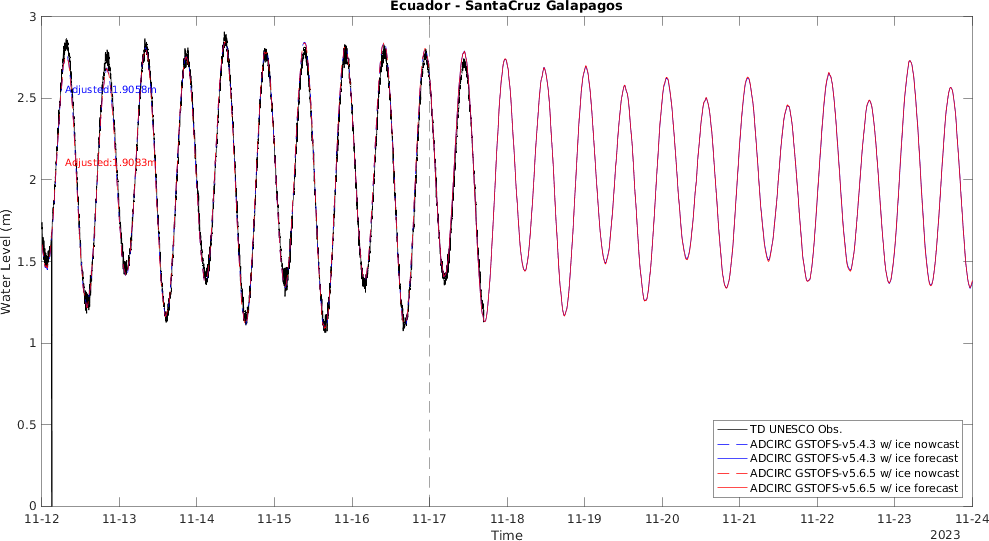 Ecuador - SantaCruz Galapagos
3
2.5
2
1.5
1
0.5
0
Water Level (m)
Adjusted:1.9058m
Adjusted:1.9083m
TD UNESCO Obs.
ADCIRC GSTOFS-v5.4.3 w/ ice nowcast
ADCIRC GSTOFS-v5.4.3 w/ ice forecast
ADCIRC GSTOFS-v5.6.5 w/ ice nowcast
ADCIRC GSTOFS-v5.6.5 w/ ice forecast
11-12 11-13 11-14 11-15 11-16 11-17 11-18 11-19 11-20 11-21 11-22 11-23 11-24
Time
2023